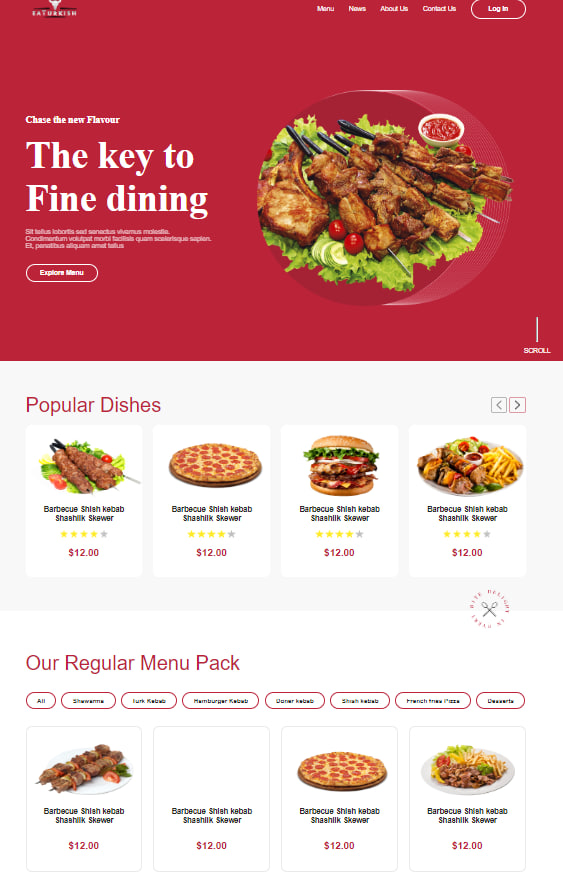 EATURKISH
Menu
News
About Us
Contact Us
Log In
Chase the new Flavour
The key to
Fine dining
Sit tellus lobortis sed senectus vivamus molestie.
Condimentum volutpat morbi facilisis quam scelerisque sapien.
Et, penatibus aliquam amet tellus
Explore Menu
SCROLL
Popular Dishes
Barbecue Shish kebab
Shashlik Skewer
$12.00
Barbecue Shish kebab
Shashlik Skewer
$12.00
Barbecue Shish kebab
Shashlik Skewer
$12.00
Barbecue Shish kebab
Shashlik Skewer
$12.00
DELIGHT IN EVERY BITE
Our Regular Menu Pack
All
Shawarma
Turk Kebab
Hamburger Kebab
Doner kebab
Shish kebab
French fries Pizza
Desserts
Barbecue Shish kebab
Shashlik Skewer
$12.00
Barbecue Shish kebab
Shashlik Skewer
$12.00
Barbecue Shish kebab
Shashlik Skewer
$12.00
Barbecue Shish kebab
Shashlik Skewer
$12.00